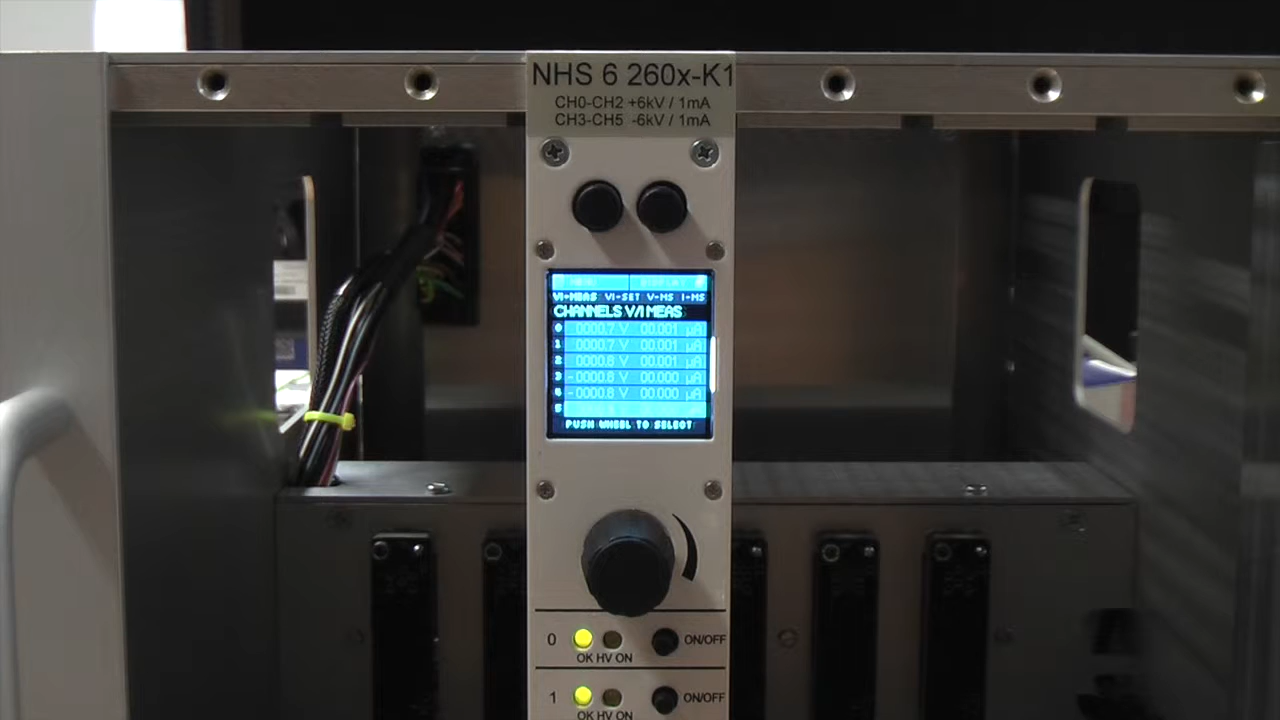 NHS 6 260x-K1
CH0-CH2 +6kV / 1mA
CH3-CH5 -6kV / 1mA
VI-MEAS VI-SET V-MS I-MS
CHANNELS V/I MEAS
0 0000.7 V 00.001 µA
1 0000.7 V 00.001 µA
2 0000.8 V 00.001 µA
3 -0000.8 V 00.000 µA
4 -0000.8 V 00.000 µA
5
PUSH WHEEL TO SELECT
0 ON/OFF
OK HV ON
1 ON/OFF
OK HV ON